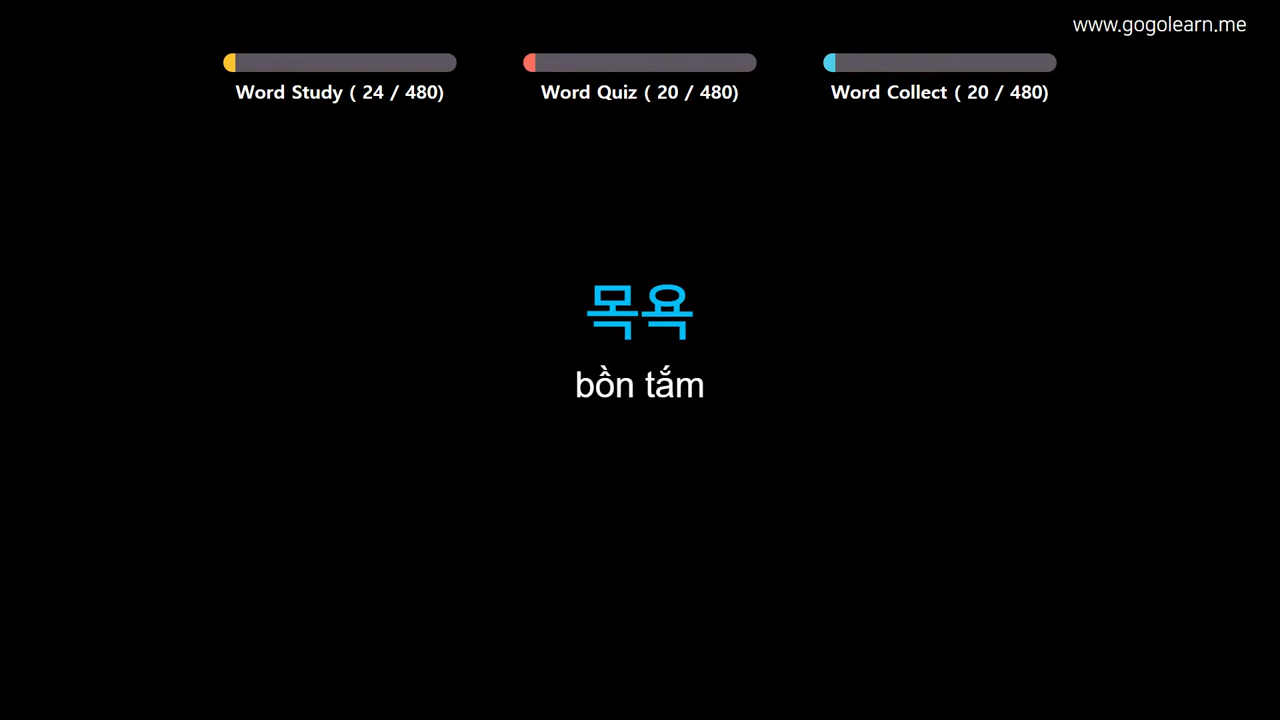 www.gogolearn.me
Word Study ( 24 / 480)
Word Quiz ( 20 / 480)
Word Collect ( 20 / 480)
목욕
bồn tắm